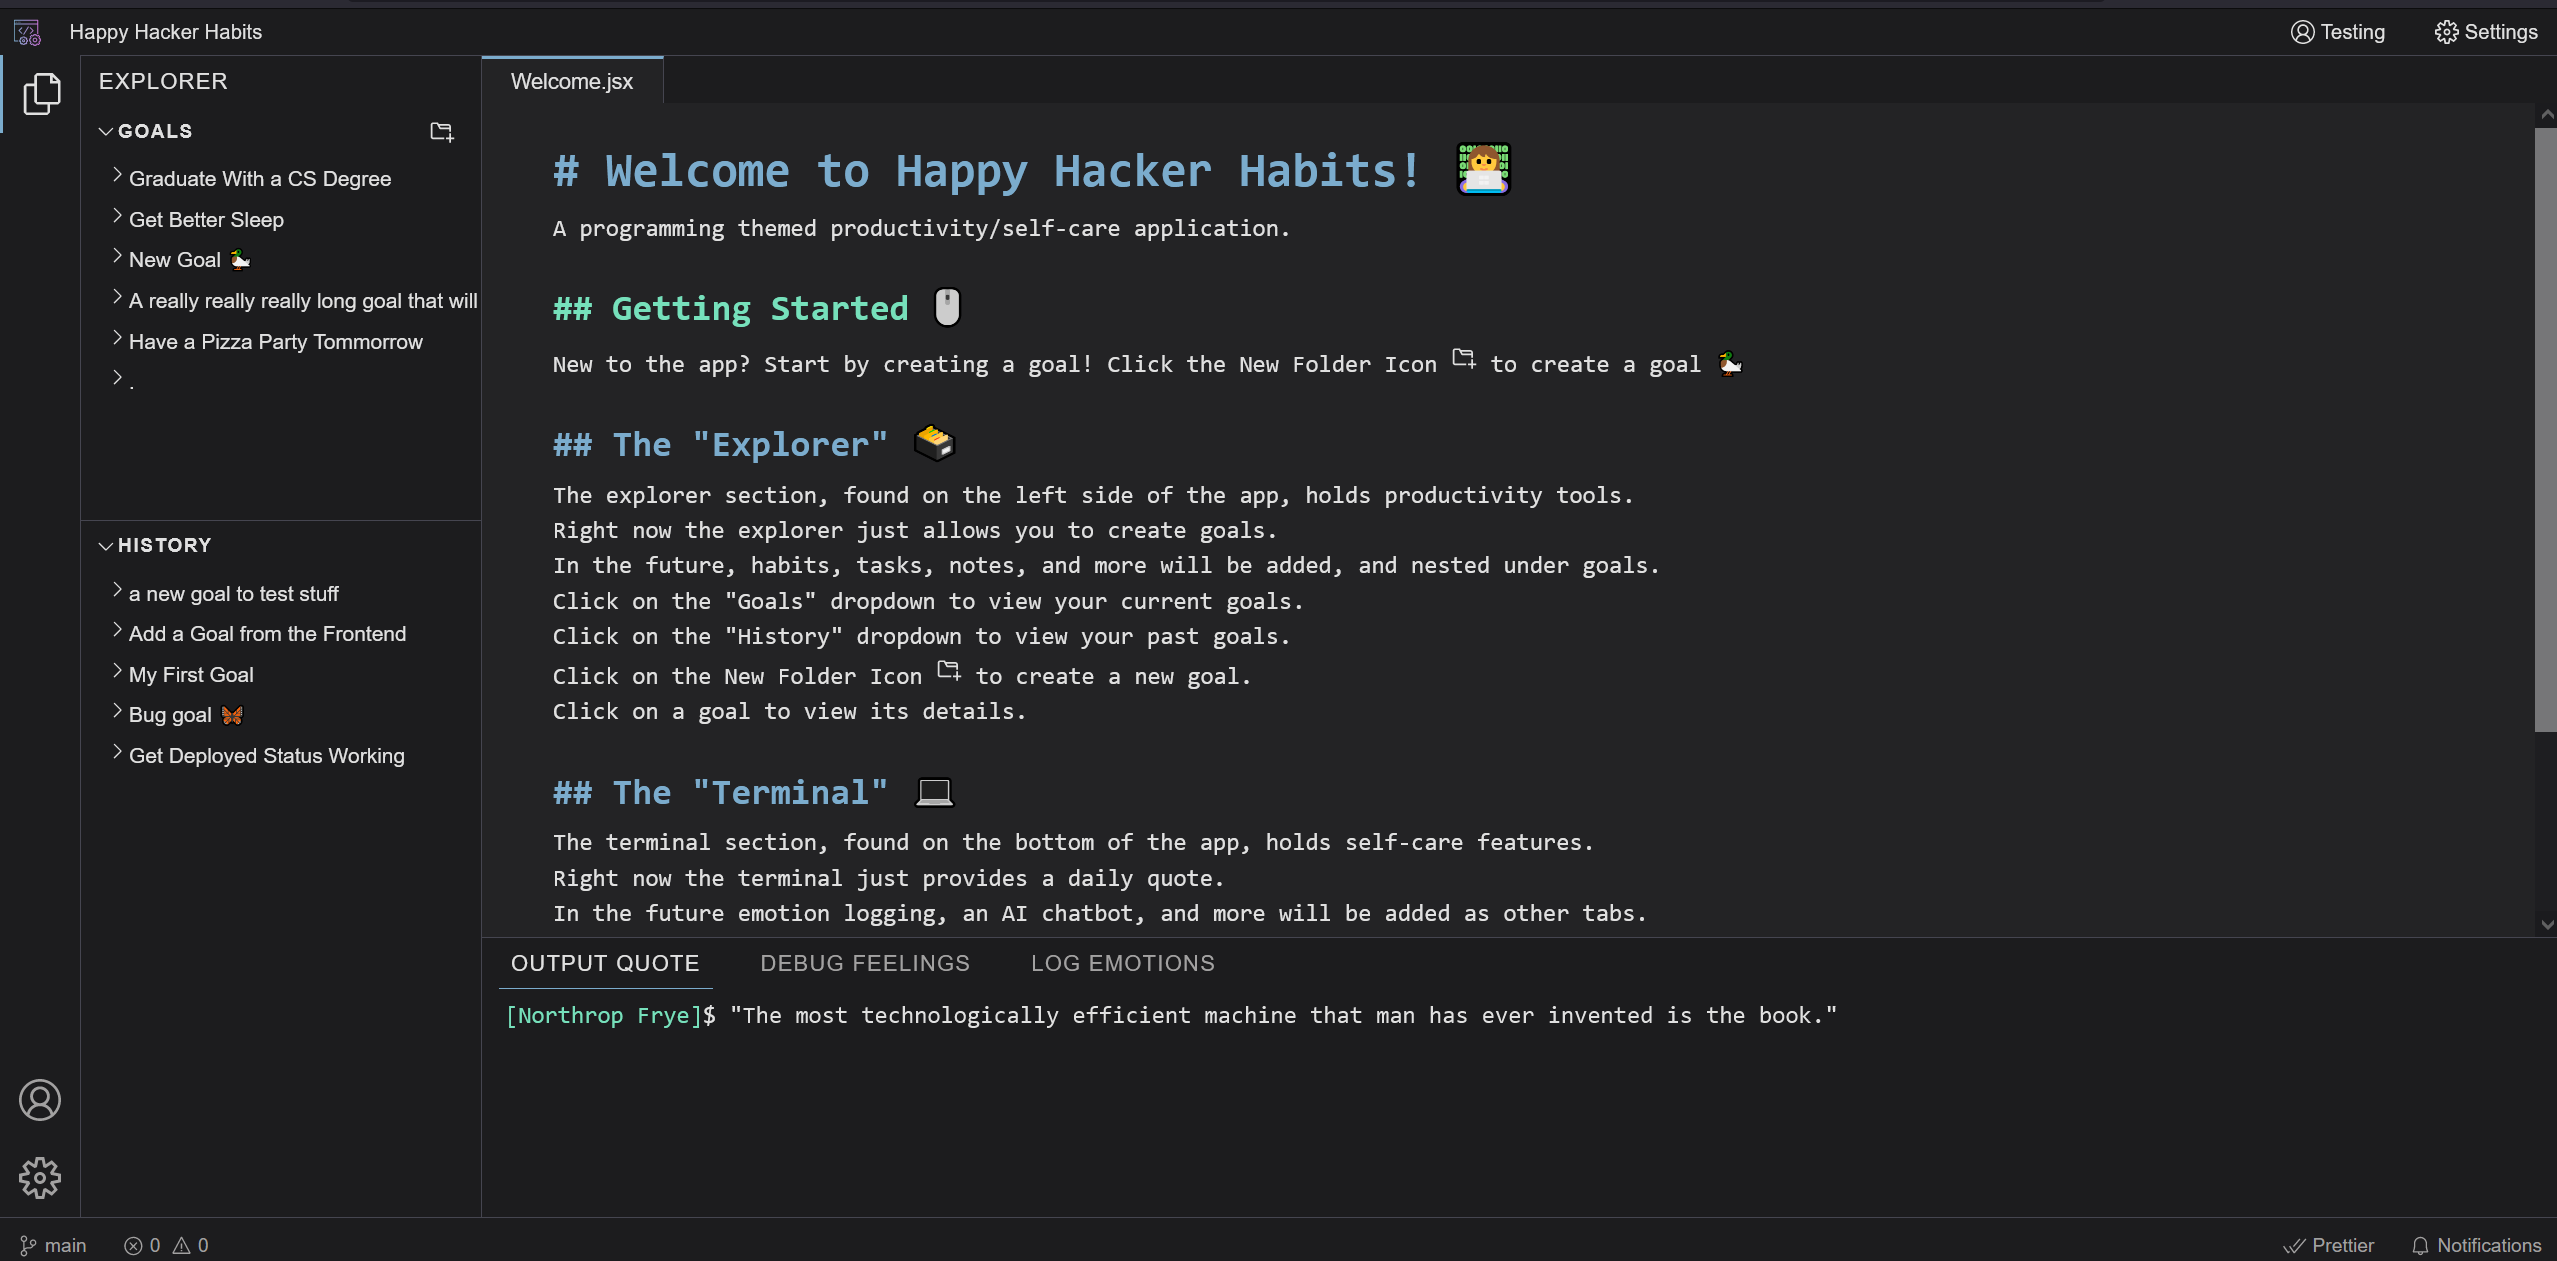 Happy Hacker Habits
Testing
Settings
EXPLORER
GOALS
Graduate With a CS Degree
Get Better Sleep
New Goal 🦆
A really really really long goal that will
Have a Pizza Party Tommorrow
.
HISTORY
a new goal to test stuff
Add a Goal from the Frontend
My First Goal
Bug goal 🦋
Get Deployed Status Working
Welcome.jsx
# Welcome to Happy Hacker Habits! 🧑‍💻
A programming themed productivity/self-care application.
## Getting Started 🖱️
New to the app? Start by creating a goal! Click the New Folder Icon to create a goal 🦆
## The "Explorer" 🗃️
The explorer section, found on the left side of the app, holds productivity tools.
Right now the explorer just allows you to create goals.
In the future, habits, tasks, notes, and more will be added, and nested under goals.
Click on the "Goals" dropdown to view your current goals.
Click on the "History" dropdown to view your past goals.
Click on the New Folder Icon to create a new goal.
Click on a goal to view its details.
## The "Terminal" 💻
The terminal section, found on the bottom of the app, holds self-care features.
Right now the terminal just provides a daily quote.
In the future emotion logging, an AI chatbot, and more will be added as other tabs.
OUTPUT QUOTE
DEBUG FEELINGS
LOG EMOTIONS
[Northrop Frye]$ "The most technologically efficient machine that man has ever invented is the book."
main
0
0
Prettier
Notifications